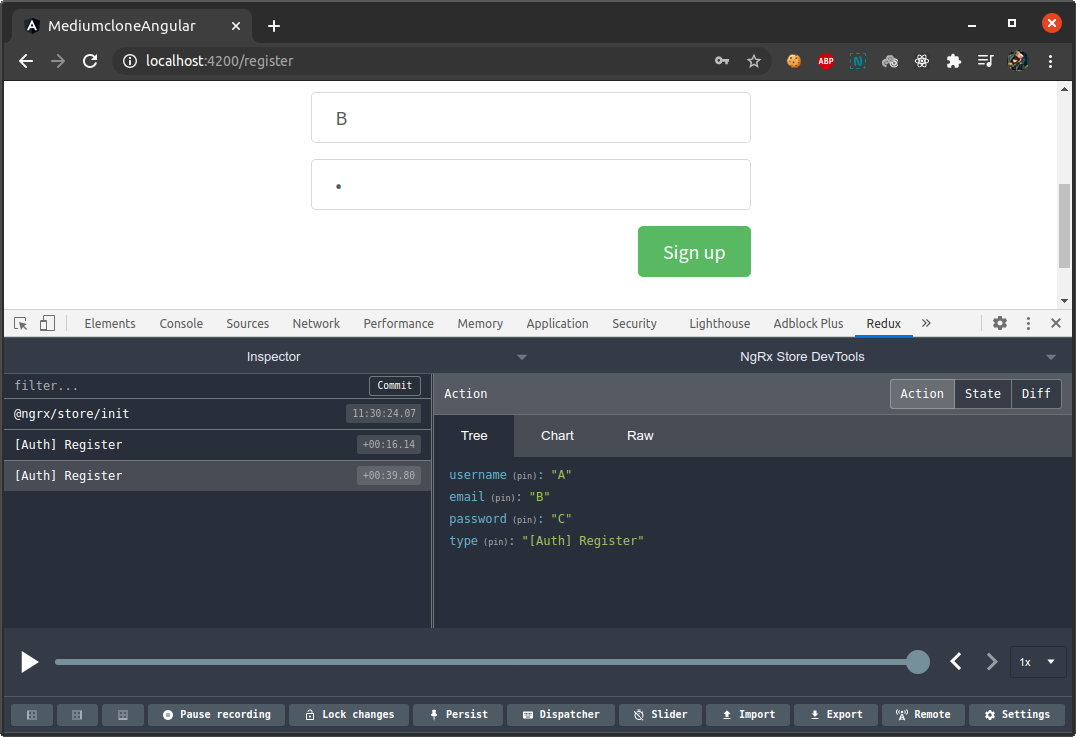 MediumcloneAngular
localhost:4200/register
ABP
N
B
•
Sign up
Elements Console Sources Network Performance Memory Application Security Lighthouse Adblock Plus Redux »
Inspector NgRx Store DevTools
filter... Commit
Action Action State Diff
@ngrx/store/init 11:30:24.07
[Auth] Register +00:16.14
[Auth] Register +00:39.80
Tree Chart Raw
username (pin): "A"
email (pin): "B"
password (pin): "C"
type (pin): "[Auth] Register"
1x
Pause recording Lock changes Persist Dispatcher Slider Import Export Remote Settings